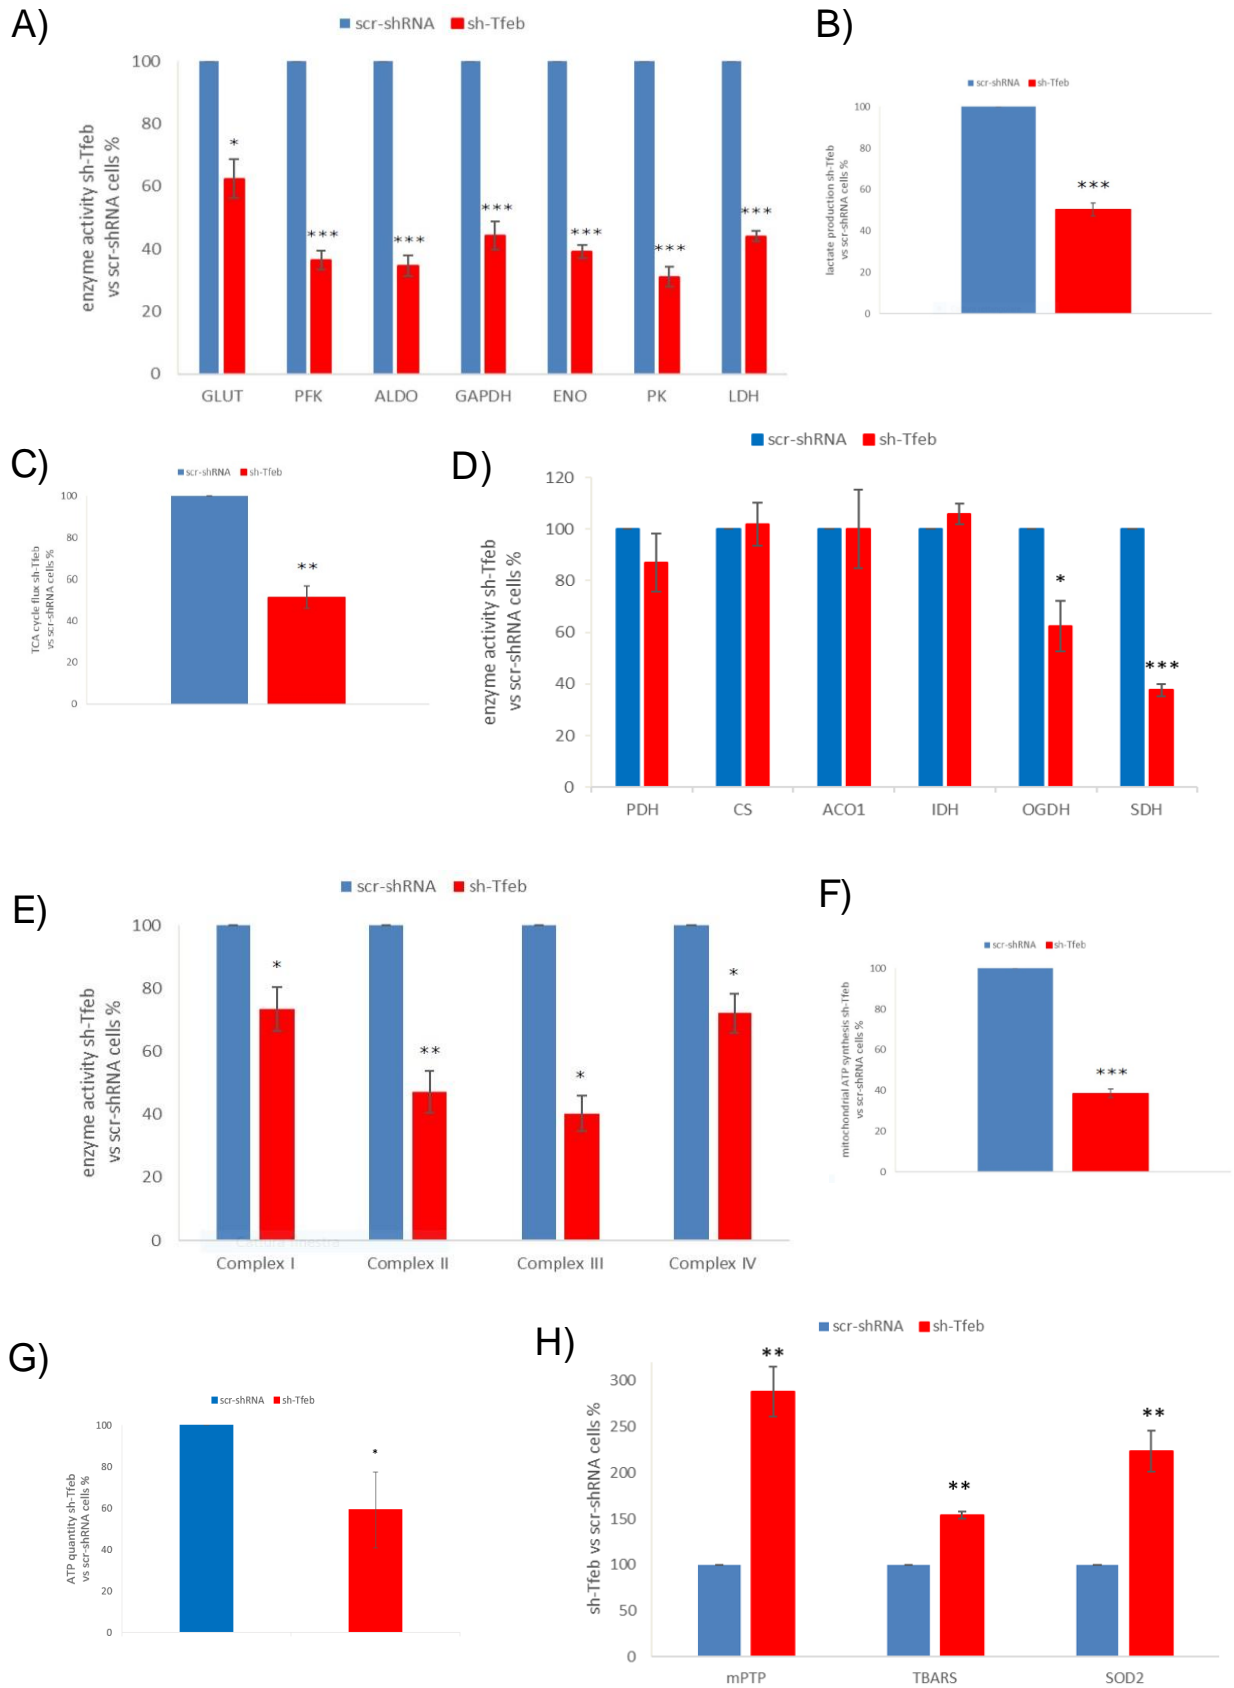 A)
scr-shRNA sh-Tfeb
enzyme activity sh-Tfeb
vs scr-shRNA cells %
100
80
60
40
20
0
*
***
***
***
***
***
***
GLUT PFK ALDO GAPDH ENO PK LDH
B)
scr-shRNA sh-Tfeb
lactate production sh-Tfeb
vs scr-shRNA cells %
100
80
60
40
20
0
***
C)
scr-shRNA sh-Tfeb
TCA cycle flux sh-Tfeb
vs scr-shRNA cells %
100
80
60
40
20
0
**
D)
scr-shRNA sh-Tfeb
enzyme activity sh-Tfeb
vs scr-shRNA cells %
120
100
80
60
40
20
0
*
***
PDH CS ACO1 IDH OGDH SDH
E)
scr-shRNA sh-Tfeb
enzyme activity sh-Tfeb
vs scr-shRNA cells %
100
80
60
40
20
0
*
**
*
*
Complex I Complex II Complex III Complex IV
F)
scr-shRNA sh-Tfeb
mitochondrial ATP synthesis sh-Tfeb
vs scr-shRNA cells %
100
80
60
40
20
0
***
G)
scr-shRNA sh-Tfeb
ATP quantity sh-Tfeb
vs scr-shRNA cells %
100
80
60
40
20
0
*
H)
scr-shRNA sh-Tfeb
sh-Tfeb vs scr-shRNA cells %
300
250
200
150
100
50
0
**
**
**
mPTP TBARS SOD2